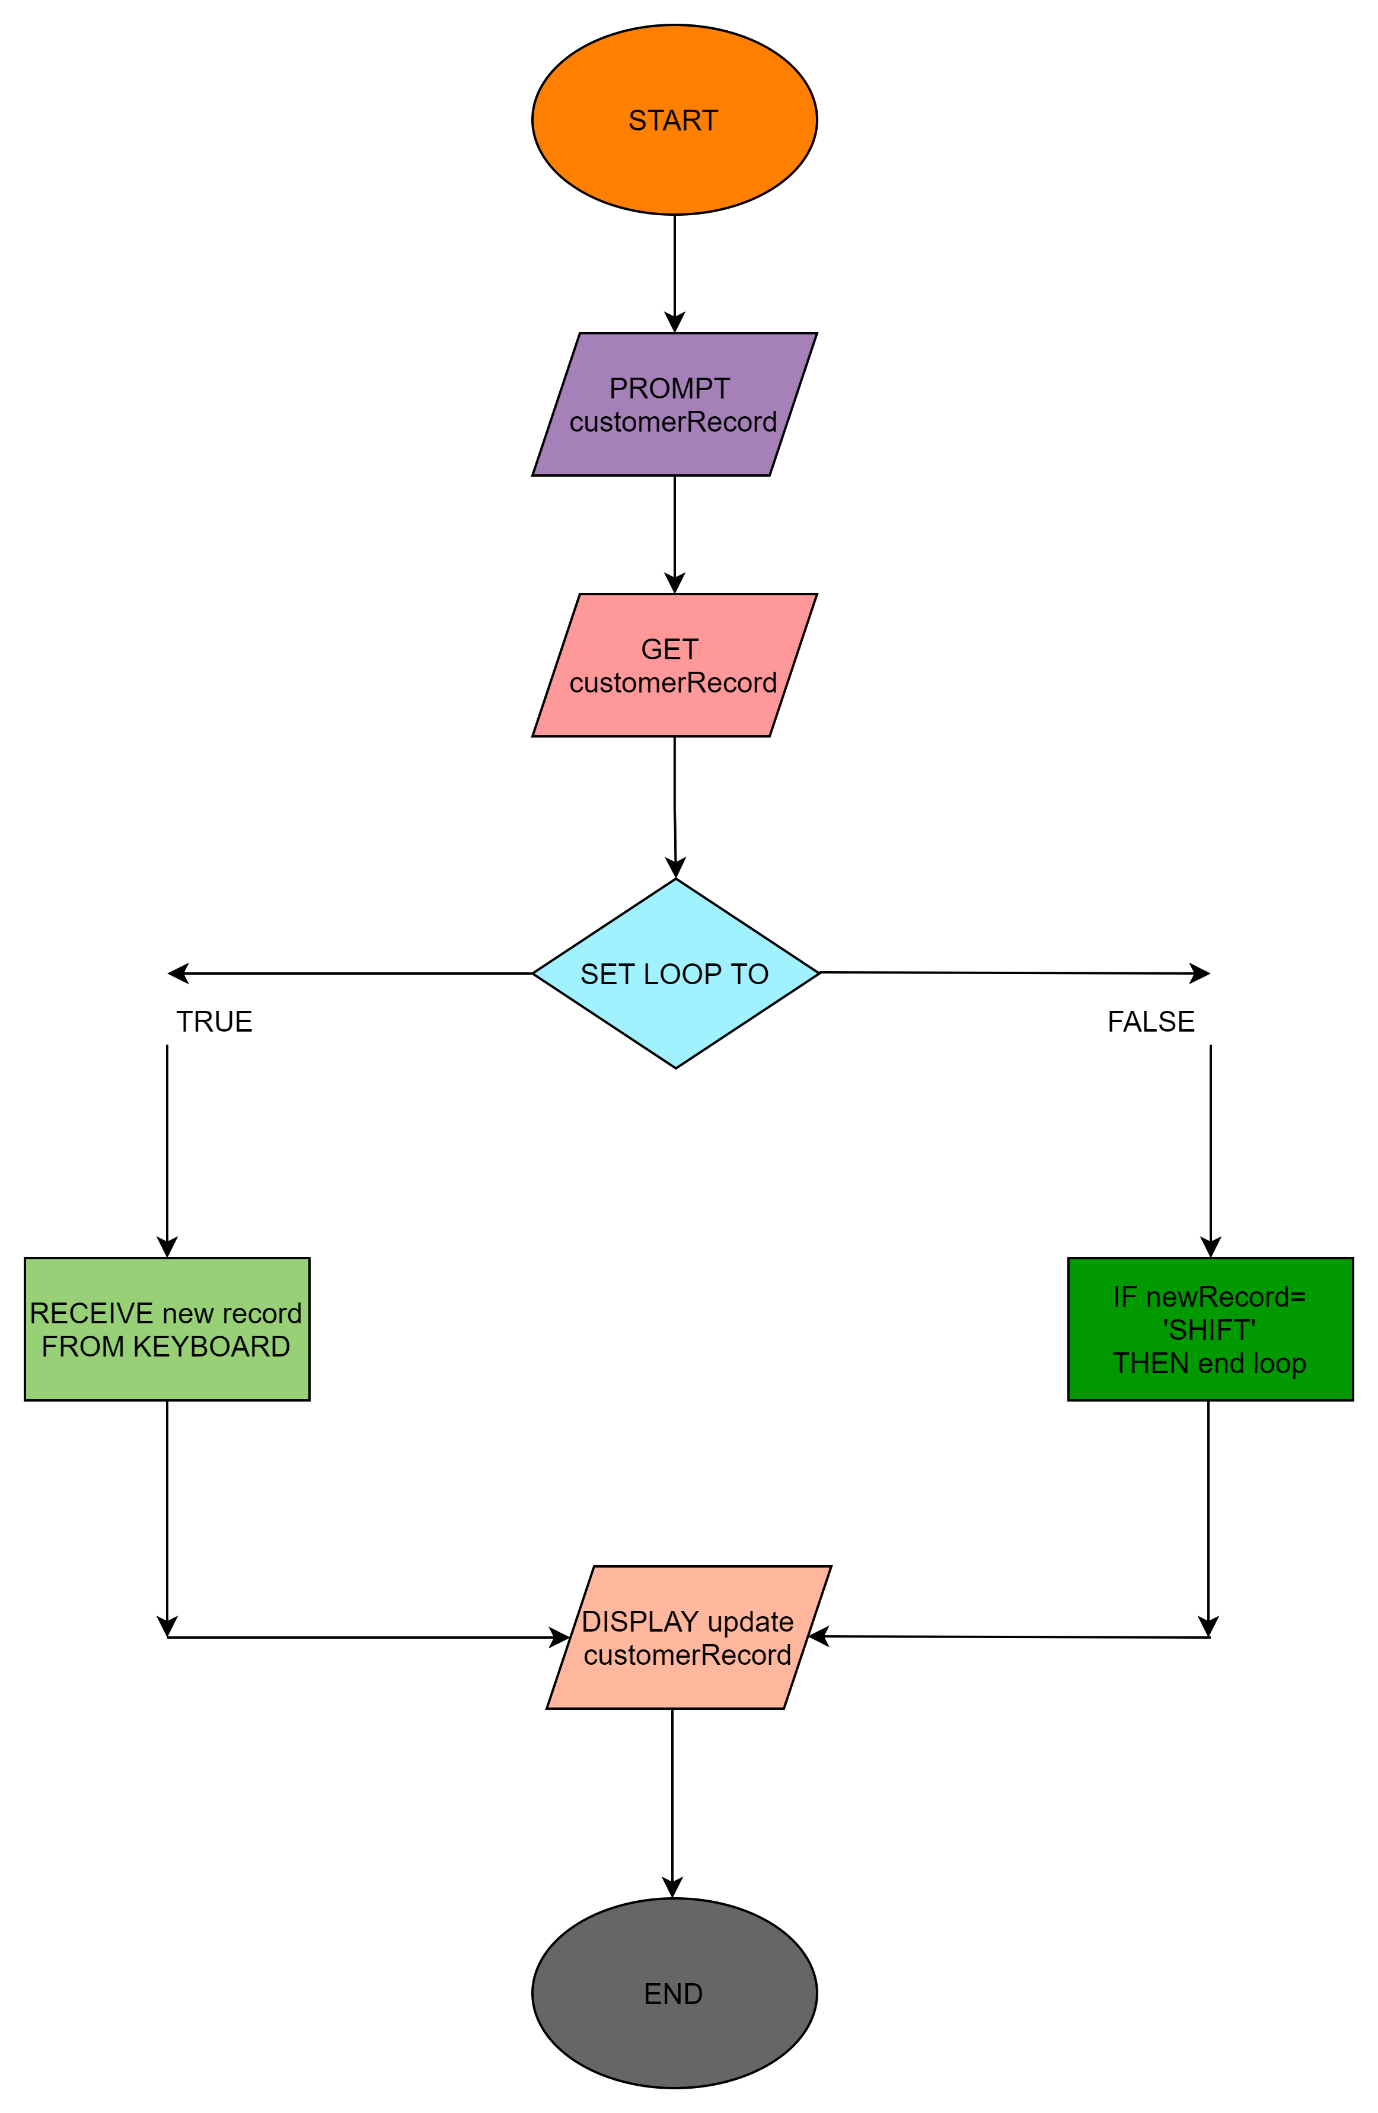 START
PROMPT
customerRecord
GET
customerRecord
SET LOOP TO
TRUE
FALSE
RECEIVE new record
FROM KEYBOARD
IF newRecord=
'SHIFT'
THEN end loop
DISPLAY update
customerRecord
END